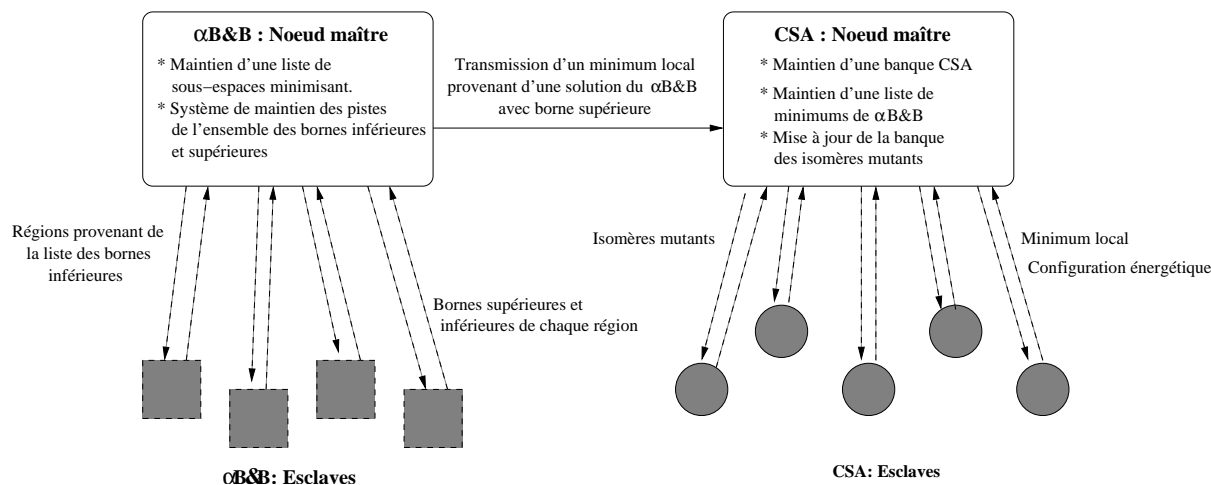 αB&B : Noeud maître
* Maintien d'une liste de
sous−espaces minimisant.
* Système de maintien des pistes
de l'ensemble des bornes inférieures
et supérieures
Transmission d'un minimum local
provenant d'une solution du αB&B
avec borne supérieure
CSA : Noeud maître
* Maintien d'une banque CSA
* Maintien d'une liste de
minimums de αB&B
* Mise à jour de la banque
des isomères mutants
Régions provenant de
la liste des bornes
inférieures
Bornes supérieures et
inférieures de chaque région
Isomères mutants
Minimum local
Configuration énergétique
αB&B: Esclaves
CSA: Esclaves